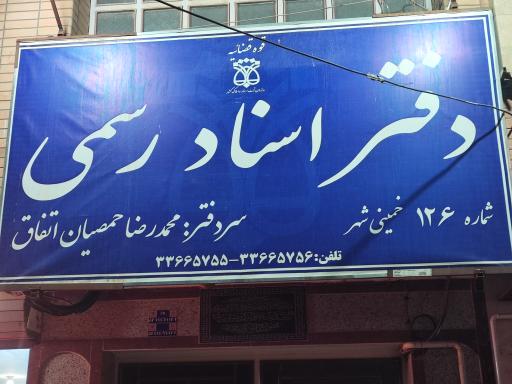 قوه قضائیه
دفتر اسناد رسمی
شماره ۱۲۶ خمینی شهر
سردفتر: محمدرضا حمصیان اتفاق
تلفن: ۳۳۶۶۵۷۵۶-۳۳۶۶۵۷۵۵